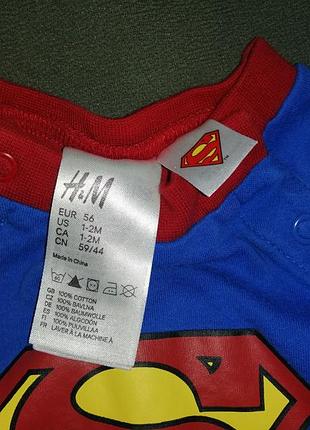 H&M
EUR 56
US 1-2M
CA 1-2M
CN 59/44
Made in China
GB 100% COTTON
CZ 100% BAVLNA
DE 100% BAUMWOLLE
ES 100% ALGODÓN
FI 100% PUUVILLAA
FR LAVER À LA MACHINE À
S
S